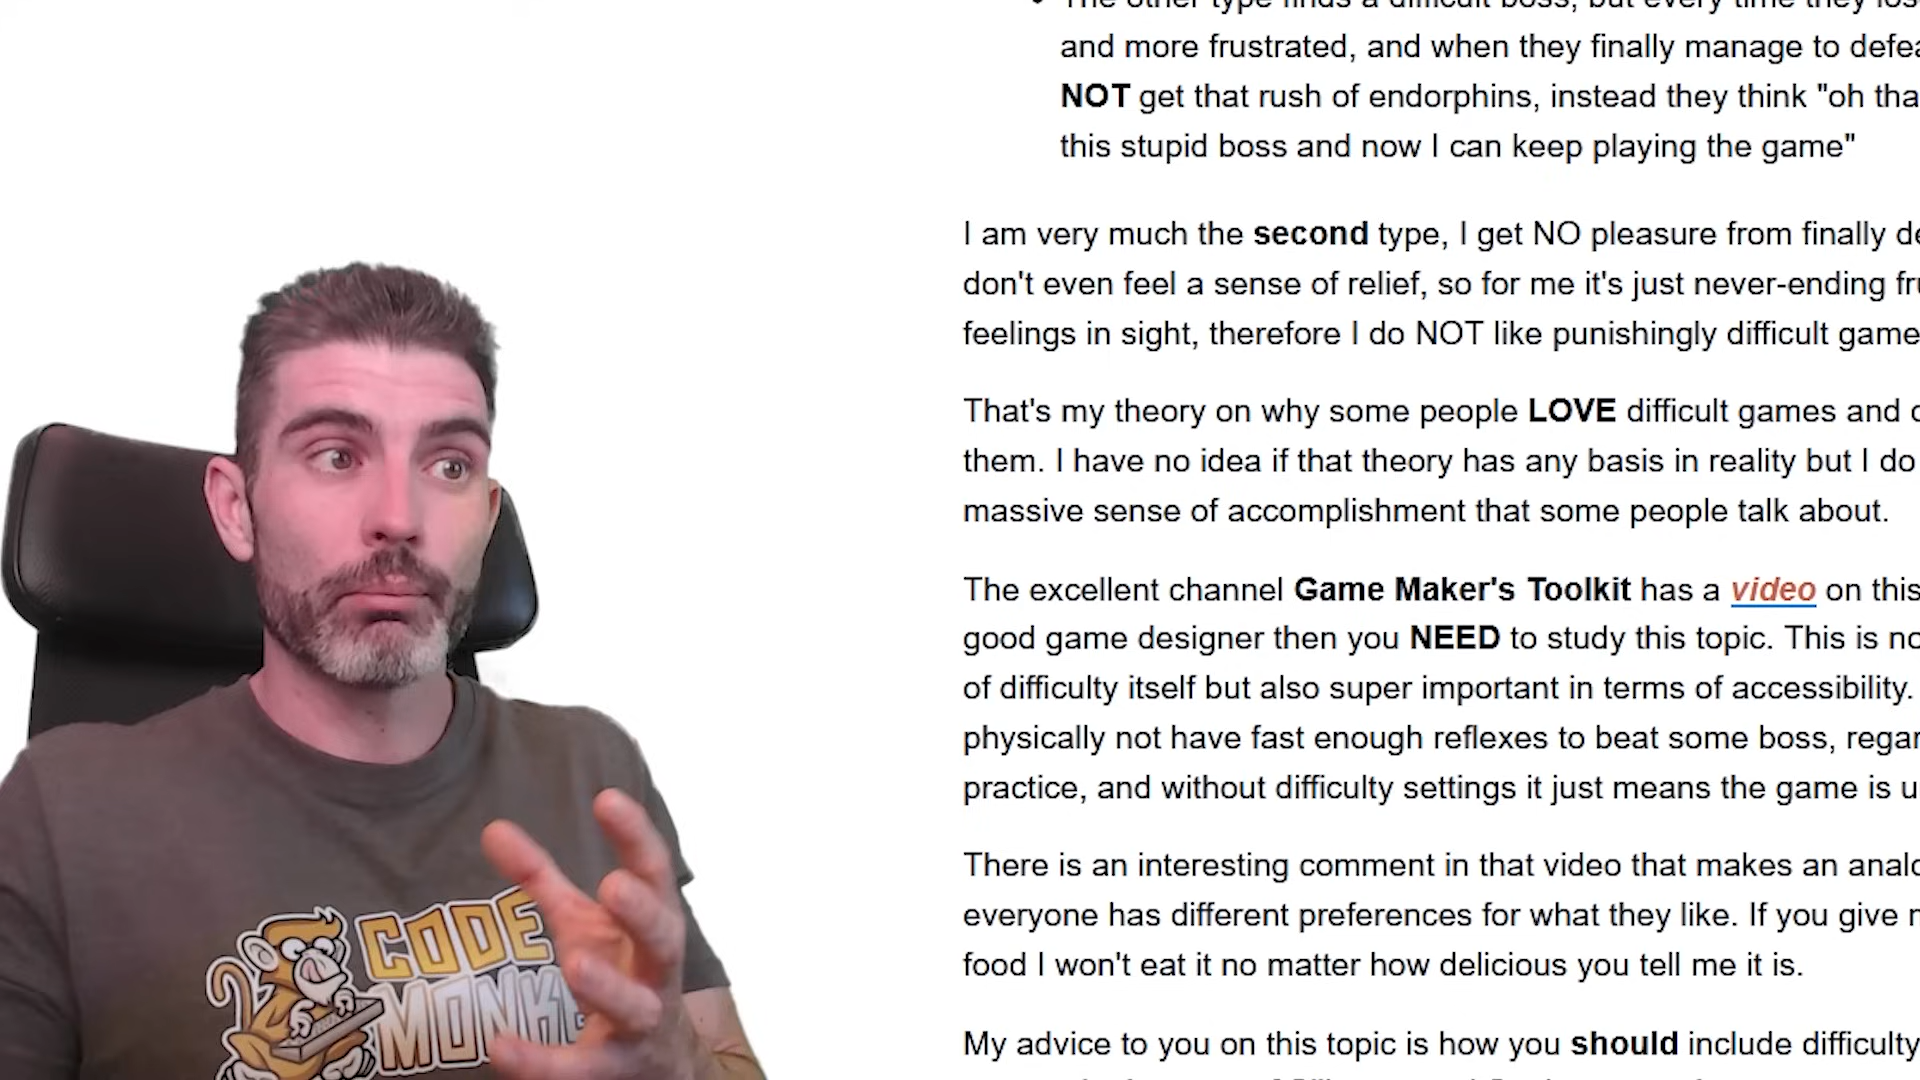 The other type finds a difficult boss, but every time they
and more frustrated, and when they finally manage to
NOT get that rush of endorphins, instead they think "oh
this stupid boss and now I can keep playing the game"
I am very much the second type, I get NO pleasure from finally
don't even feel a sense of relief, so for me it's just never-ending
feelings in sight, therefore I do NOT like punishingly difficult
That's my theory on why some people LOVE difficult games and
them. I have no idea if that theory has any basis in reality but I do
massive sense of accomplishment that some people talk about.
The excellent channel Game Maker's Toolkit has a video on this
good game designer then you NEED to study this topic. This is
of difficulty itself but also super important in terms of accessibility.
physically not have fast enough reflexes to beat some boss,
practice, and without difficulty settings it just means the game is
There is an interesting comment in that video that makes an
everyone has different preferences for what they like. If you give
food I won't eat it no matter how delicious you tell me it is.
My advice to you on this topic is how you should include difficulty
CODE